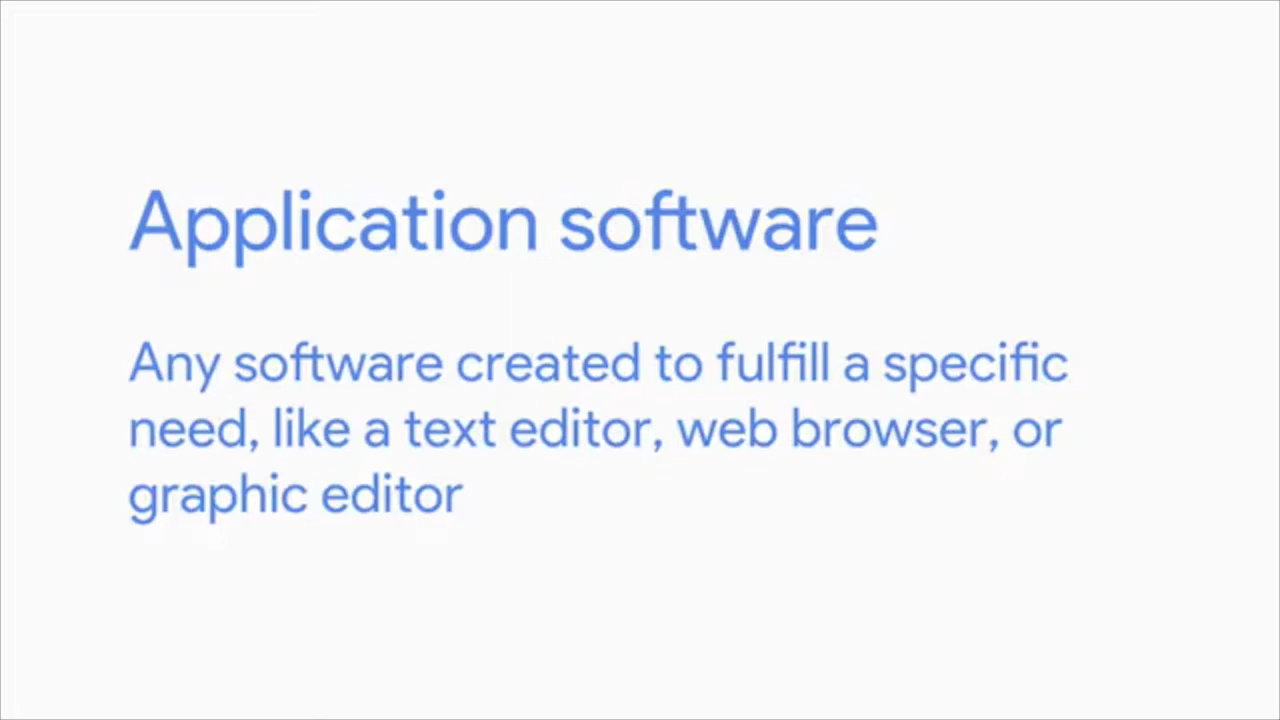 Application software
Any software created to fulfill a specific
need, like a text editor, web browser, or
graphic editor